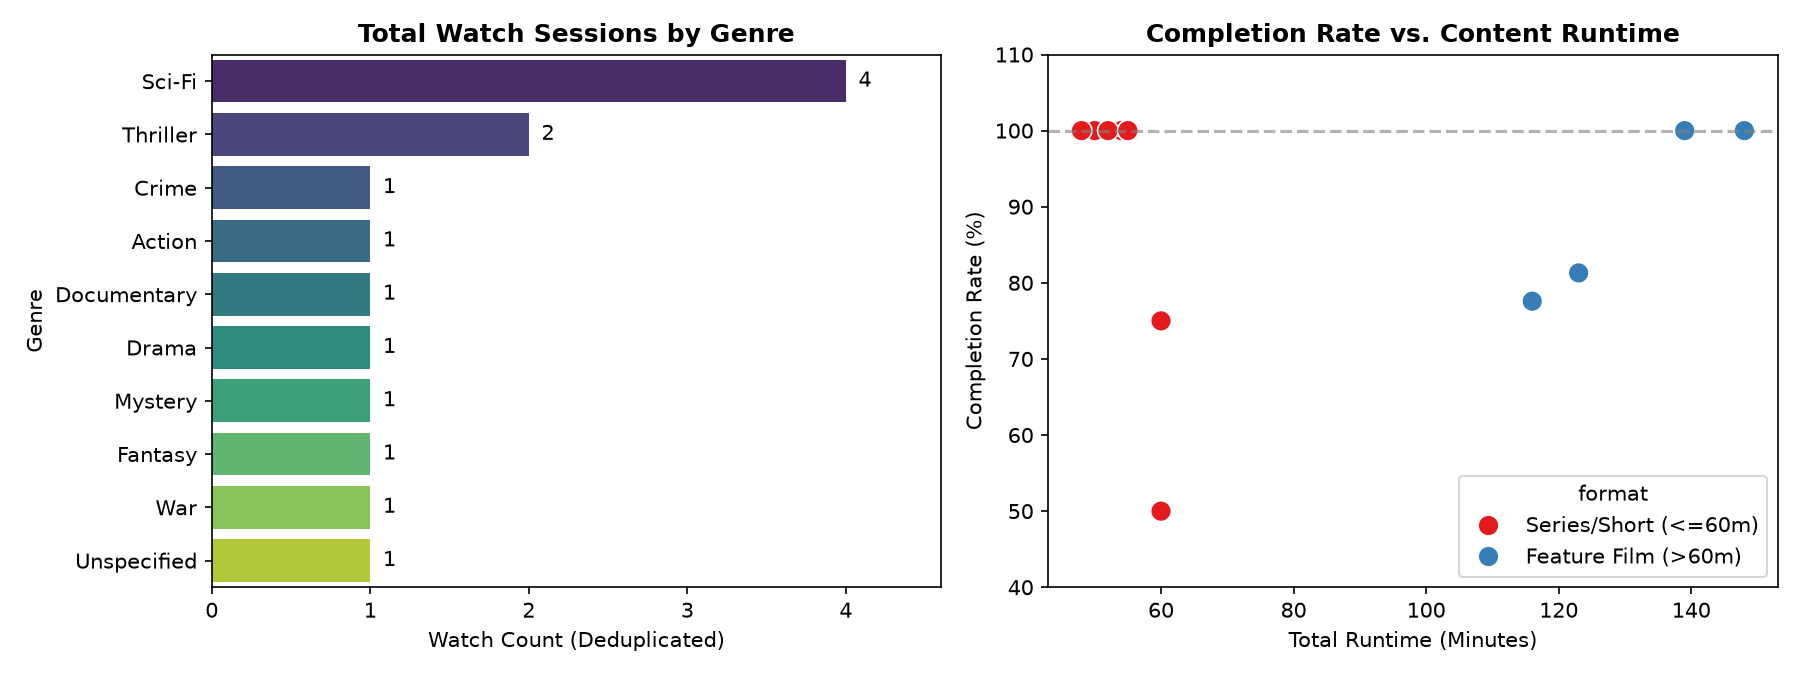 Total Watch Sessions by Genre
Genre
Sci-Fi
4
Thriller
2
Crime
1
Action
1
Documentary
1
Drama
1
Mystery
1
Fantasy
1
War
1
Unspecified
1
0 1 2 3 4
Watch Count (Deduplicated)
Completion Rate vs. Content Runtime
Completion Rate (%)
110
100
90
80
70
60
50
40
format
Series/Short (<=60m)
Feature Film (>60m)
60 80 100 120 140
Total Runtime (Minutes)